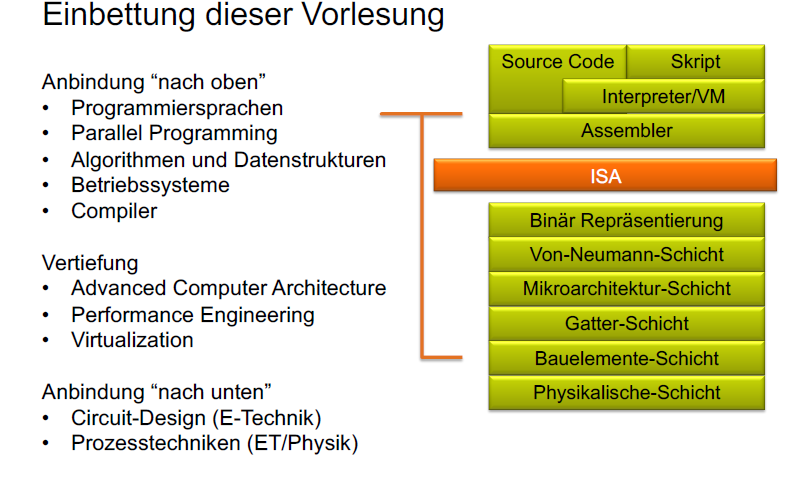 Einbettung dieser Vorlesung
Anbindung “nach oben”
• Programmiersprachen
• Parallel Programming
• Algorithmen und Datenstrukturen
• Betriebssysteme
• Compiler
Vertiefung
• Advanced Computer Architecture
• Performance Engineering
• Virtualization
Anbindung “nach unten”
• Circuit-Design (E-Technik)
• Prozesstechniken (ET/Physik)
Source Code
Skript
Interpreter/VM
Assembler
ISA
Binär Repräsentierung
Von-Neumann-Schicht
Mikroarchitektur-Schicht
Gatter-Schicht
Bauelemente-Schicht
Physikalische-Schicht